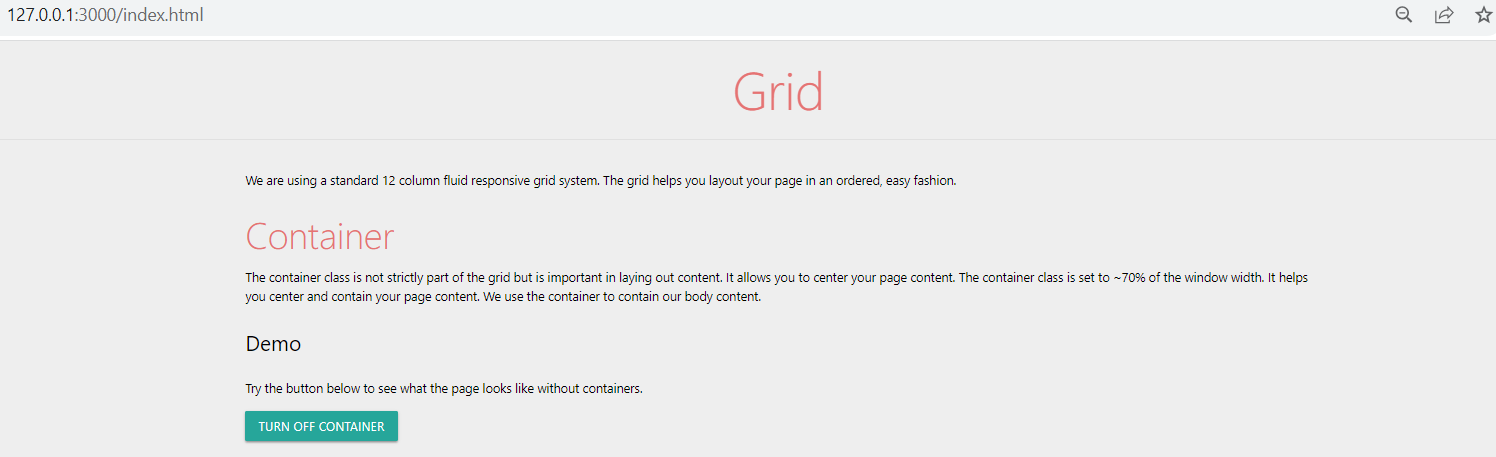 127.0.0.1:3000/index.html
Grid
We are using a standard 12 column fluid responsive grid system. The grid helps you layout your page in an ordered, easy fashion.
Container
The container class is not strictly part of the grid but is important in laying out content. It allows you to center your page content. The container class is set to ~70% of the window width. It helps
you center and contain your page content. We use the container to contain our body content.
Demo
Try the button below to see what the page looks like without containers.
TURN OFF CONTAINER